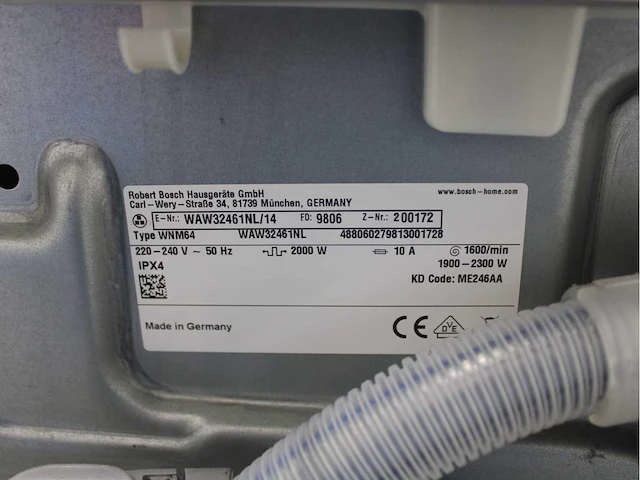 Robert Bosch Hausgeräte GmbH
Carl-Wery-Straße 34, 81739 München, GERMANY
www.bosch-home.com
E-Nr.: WAW32461NL/14 FD: 9806 Z-Nr.: 200172
Type WNM64 WAW32461NL 488060279813001728
220-240 V ~ 50 Hz 2000 W 10 A 1600/min
IPX4 1900-2300 W
KD Code: ME246AA
Made in Germany
CE DVE